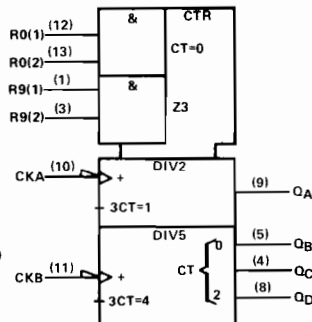 & CTR
R0(1) (12)
CT=0
R0(2) (13)
R9(1) (1)
&
R9(2) (3)
Z3
DIV2
CKA (10) +
(9) QA
3CT=1
DIV5
(5) QB
0
CKB (11) +
CT
(4) QC
3CT=4
2
(8) QD